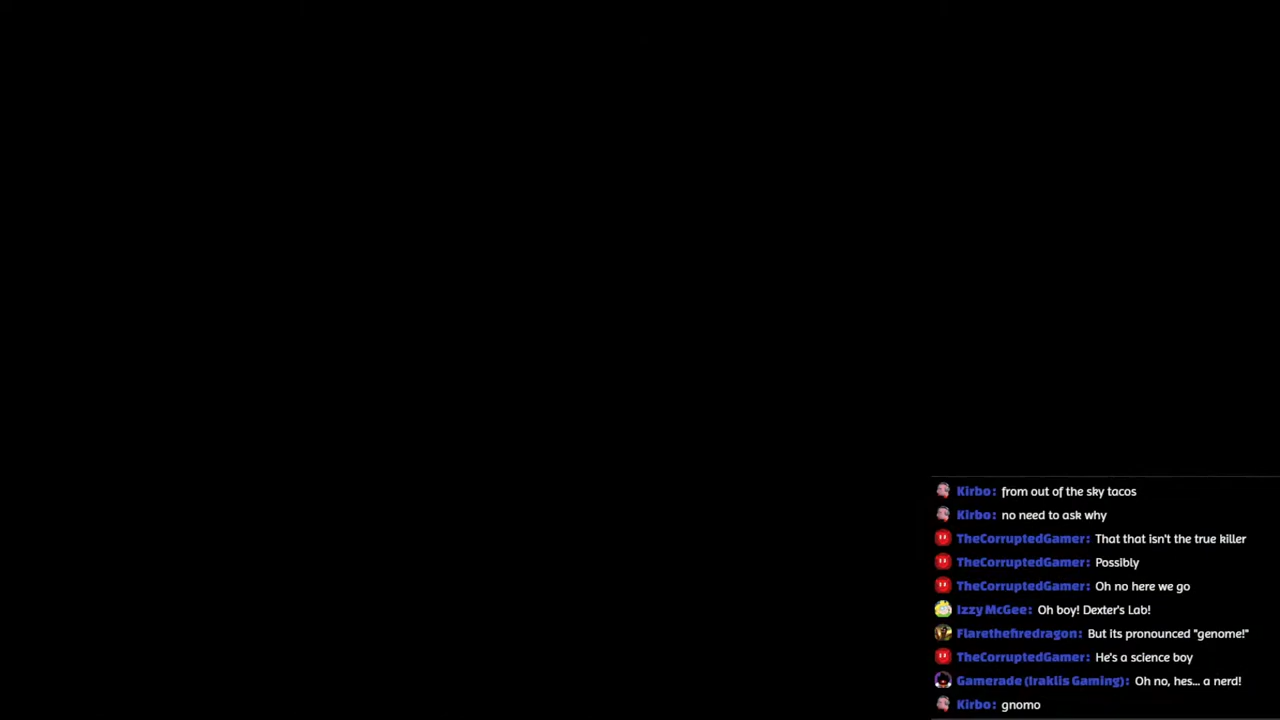 Kirbo: from out of the sky tacos
Kirbo: no need to ask why
TheCorruptedGamer: That that isn't the true killer
TheCorruptedGamer: Possibly
TheCorruptedGamer: Oh no here we go
Izzy McGee: Oh boy! Dexter's Lab!
Flarethefiredragon: But its pronounced "genome!"
TheCorruptedGamer: He's a science boy
Gamerade (Iraklis Gaming): Oh no, hes... a nerd!
Kirbo: gnomo